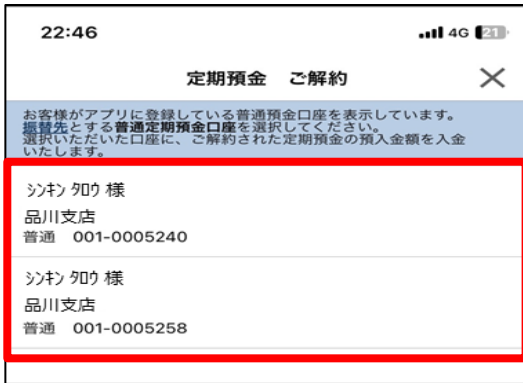 22:46 4G 21
定期預金 ご解約
お客様がアプリに登録している普通預金口座を表示しています。
振替先とする普通定期預金口座を選択してください。
選択いただいた口座に、ご解約された定期預金の預入金額を入金
いたします。
シンキン タロウ 様
品川支店
普通 001-0005240
シンキン タロウ 様
品川支店
普通 001-0005258